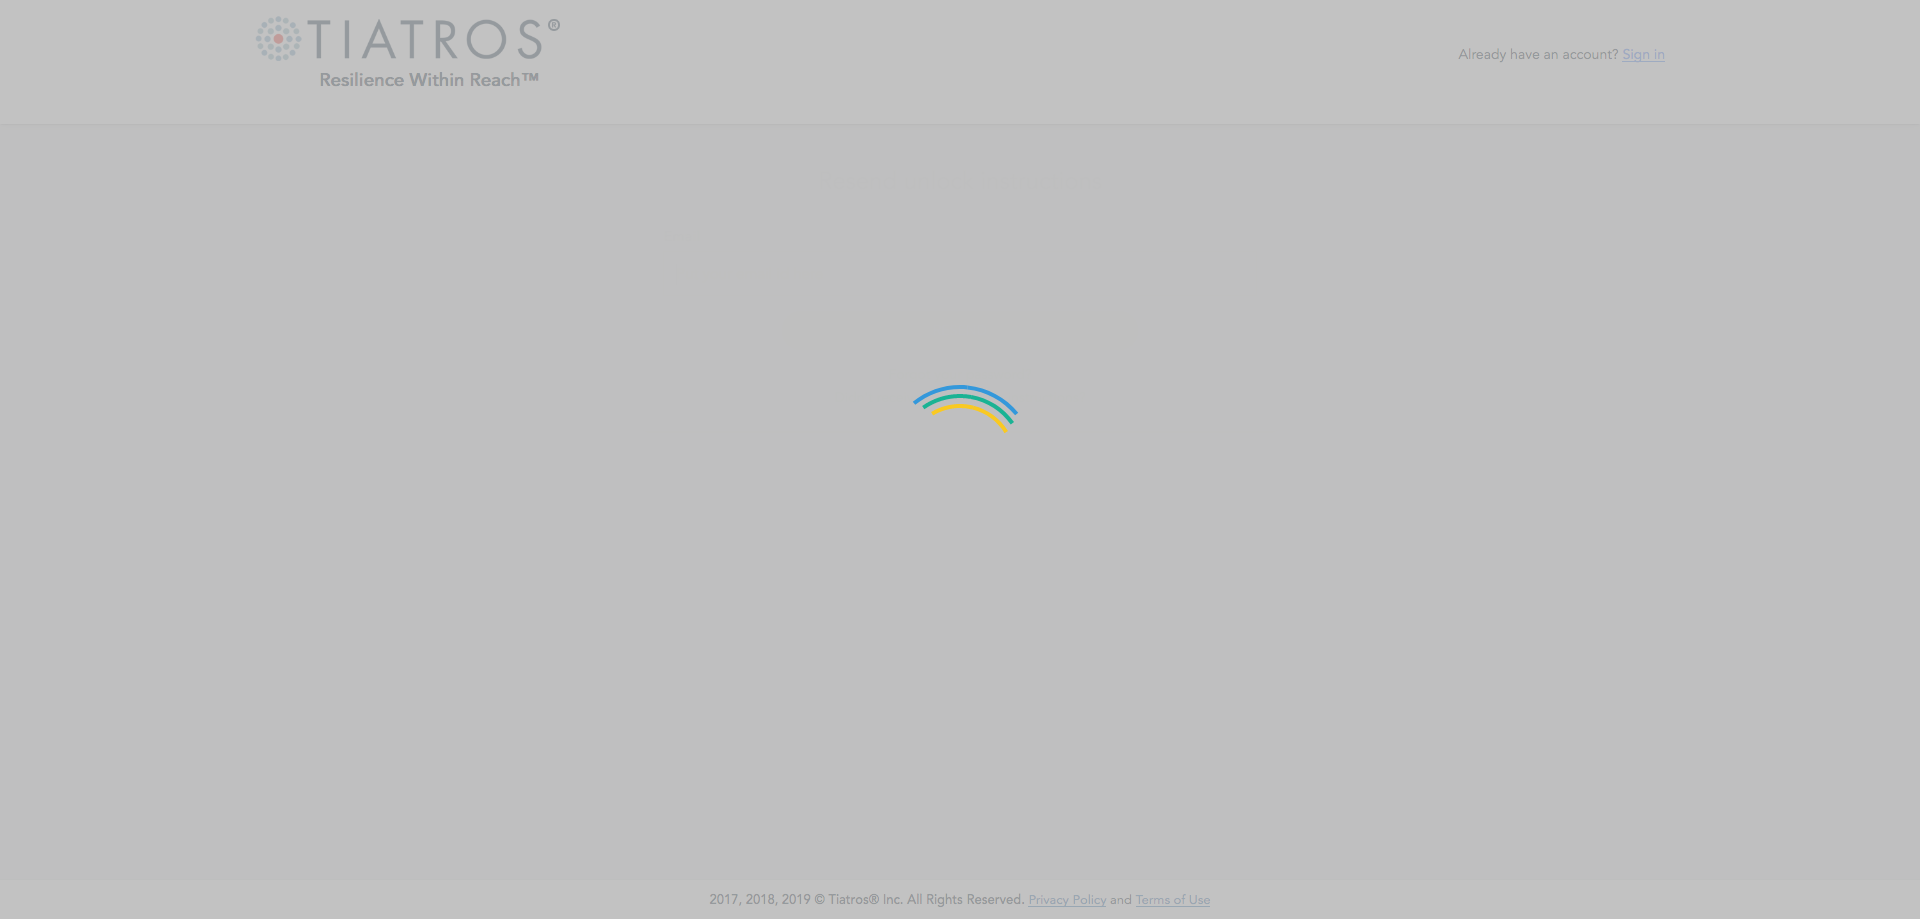 TIATROS®
Resilience Within Reach™
Already have an account? Sign in
2017, 2018, 2019 © Tiatros® Inc. All Rights Reserved. Privacy Policy and Terms of Use